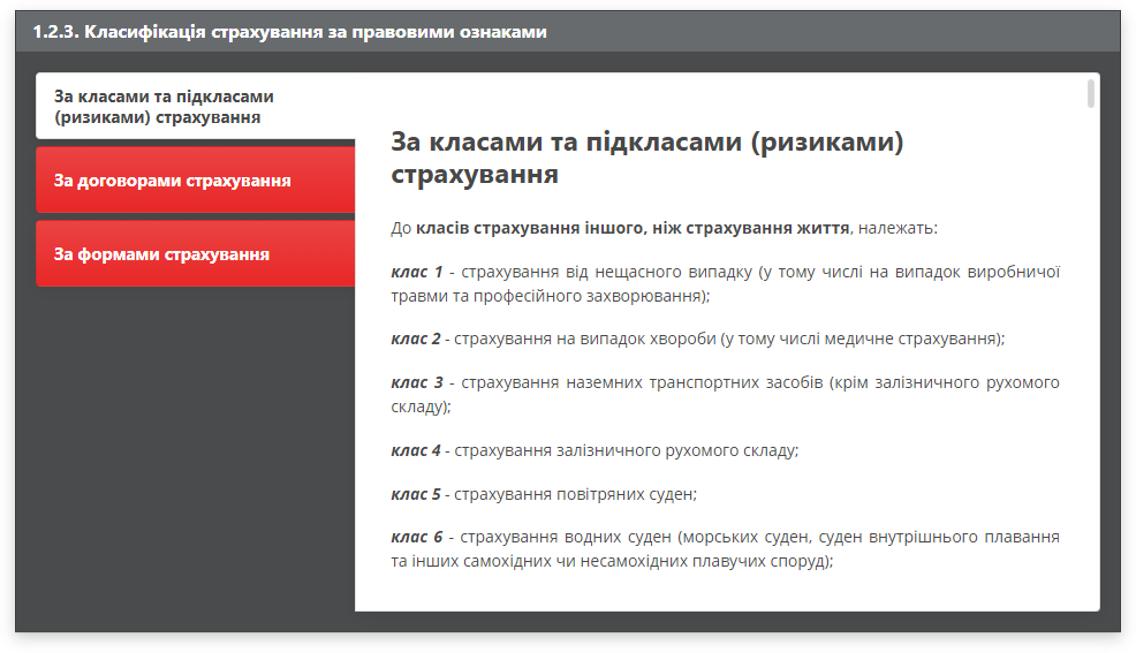 1.2.3. Класифікація страхування за правовими ознаками
За класами та підкласами
(ризиками) страхування
За договорами страхування
За формами страхування
За класами та підкласами (ризиками)
страхування
До класів страхування іншого, ніж страхування життя, належать:
клас 1 - страхування від нещасного випадку (у тому числі на випадок виробничої
травми та професійного захворювання);
клас 2 - страхування на випадок хвороби (у тому числі медичне страхування);
клас 3 - страхування наземних транспортних засобів (крім залізничного рухомого
складу);
клас 4 - страхування залізничного рухомого складу;
клас 5 - страхування повітряних суден;
клас 6 - страхування водних суден (морських суден, суден внутрішнього плавання
та інших самохідних чи несамохідних плавучих споруд);